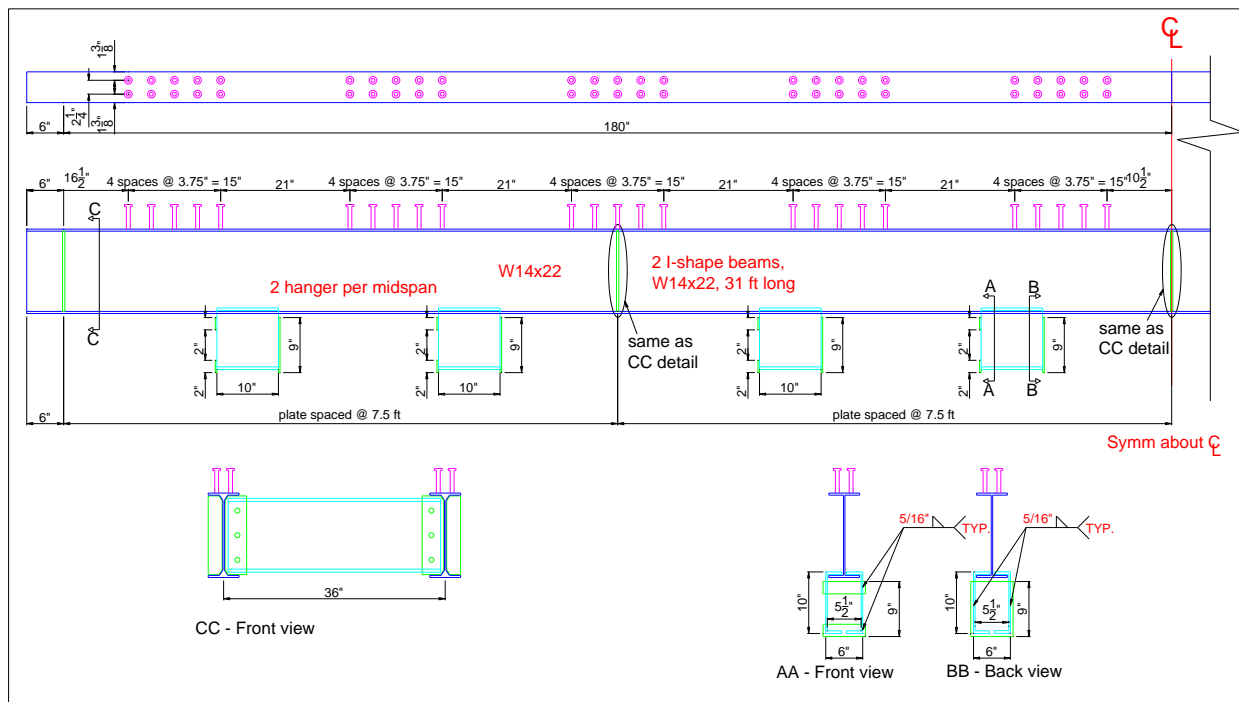 ℄
1 3/8"
2 1/4"
1 3/8"
6"
180"
6"
16 1/2"
4 spaces @ 3.75" = 15"
21"
4 spaces @ 3.75" = 15"
21"
4 spaces @ 3.75" = 15"
21"
4 spaces @ 3.75" = 15"
21"
4 spaces @ 3.75" = 15"
10 1/2"
C
C
W14x22
2 I-shape beams,
W14x22, 31 ft long
2 hanger per midspan
same as
CC detail
same as
CC detail
A
B
A
B
2"
2"
9"
10"
2"
2"
9"
10"
2"
2"
9"
10"
2"
2"
9"
6"
plate spaced @ 7.5 ft
plate spaced @ 7.5 ft
Symm about ℄
36"
CC - Front view
5/16"
TYP.
10"
5 1/2"
9"
6"
AA - Front view
5/16"
TYP.
10"
5 1/2"
9"
6"
BB - Back view